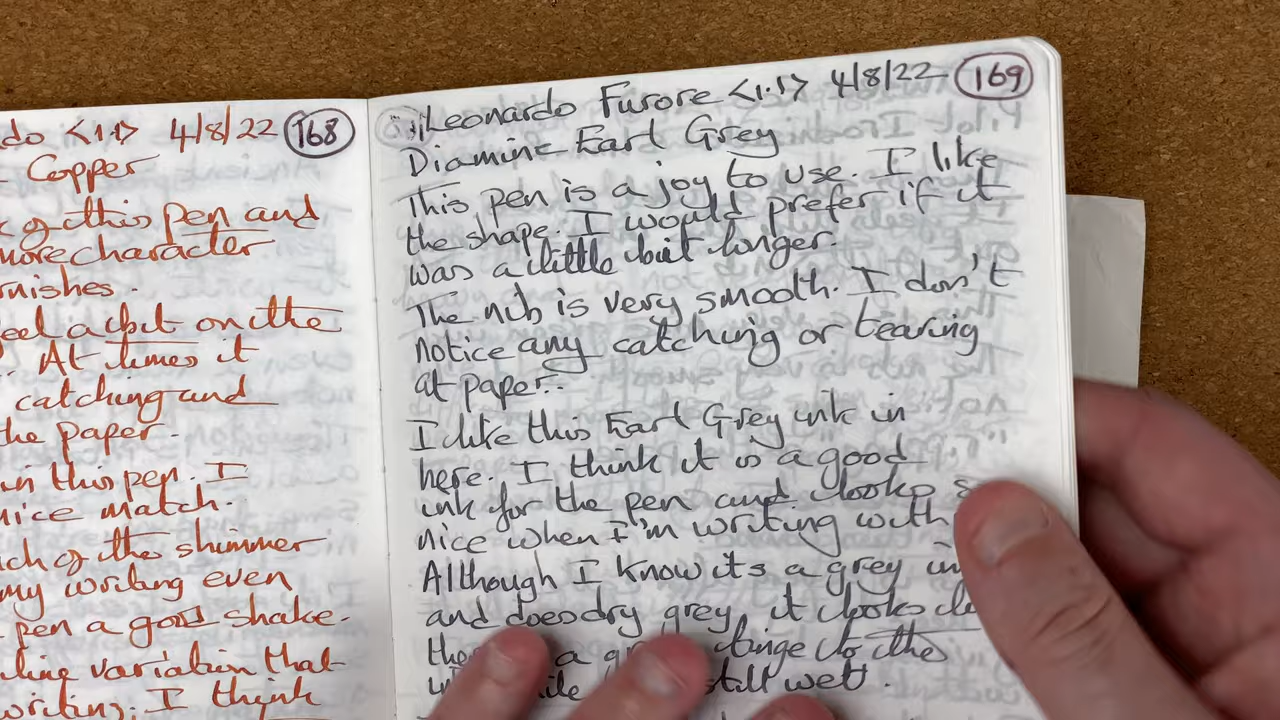 do <1.1> 4/8/22 168
Copper
of this pen and
more character
rnishes.
eel a bit on the
. At times it
catching and
the paper.
in this pen. I
nice match.
ch of the shimmer
my writing even
pen a good shake.
line variation that
writing. I think
Leonardo Furore <1.1> 4/8/22 169
Diamine Earl Grey
This pen is a joy to use. I like
the shape. I would prefer if it
was a little bit longer.
The nib is very smooth. I don't
notice any catching or tearing
at paper.
I like this Earl Grey ink in
here. I think it is a good
ink for the pen and looks
nice when I'm writing with
Although I know its a grey
and does dry grey, it looks
a tinge to the
still wet.